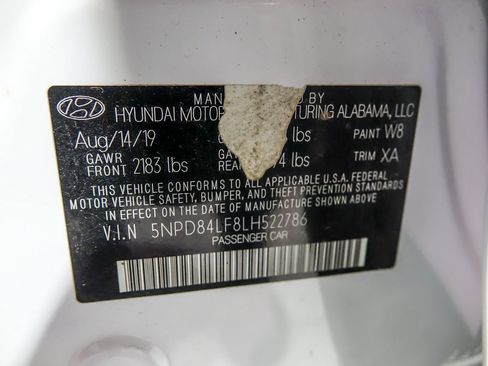 MAN BY
HYUNDAI MOTOR TURING ALABAMA, LLC
Aug/14/19 lbs PAINT W8
GAWR FRONT 2183 lbs GAWR REA 4 lbs TRIM XA
THIS VEHICLE CONFORMS TO ALL APPLICABLE U.S.A. FEDERAL
MOTOR VEHICLE SAFETY, BUMPER, AND THEFT PREVENTION
STANDARDS IN EFFECT ON THE DATE OF MANUFACTURE SHOWN ABOVE.
V.I.N 5NPD84LF8LH522786
PASSENGER CAR